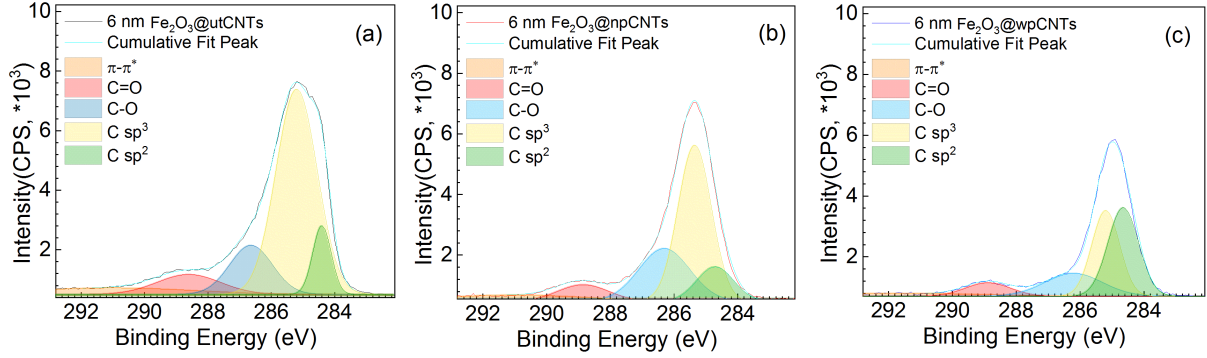 (a)
6 nm Fe₂O₃@utCNTs
Cumulative Fit Peak
π-π*
C=O
C-O
C sp³
C sp²
10
8
6
4
2
292 290 288 286 284
Intensity(CPS, *10³)
Binding Energy (eV)
(b)
6 nm Fe₂O₃@npCNTs
Cumulative Fit Peak
π-π*
C=O
C-O
C sp³
C sp²
10
8
6
4
2
292 290 288 286 284
Intensity(CPS, *10³)
Binding Energy (eV)
(c)
6 nm Fe₂O₃@wpCNTs
Cumulative Fit Peak
π-π*
C=O
C-O
C sp³
C sp²
10
8
6
4
2
292 290 288 286 284
Intensity(CPS, *10³)
Binding Energy (eV)